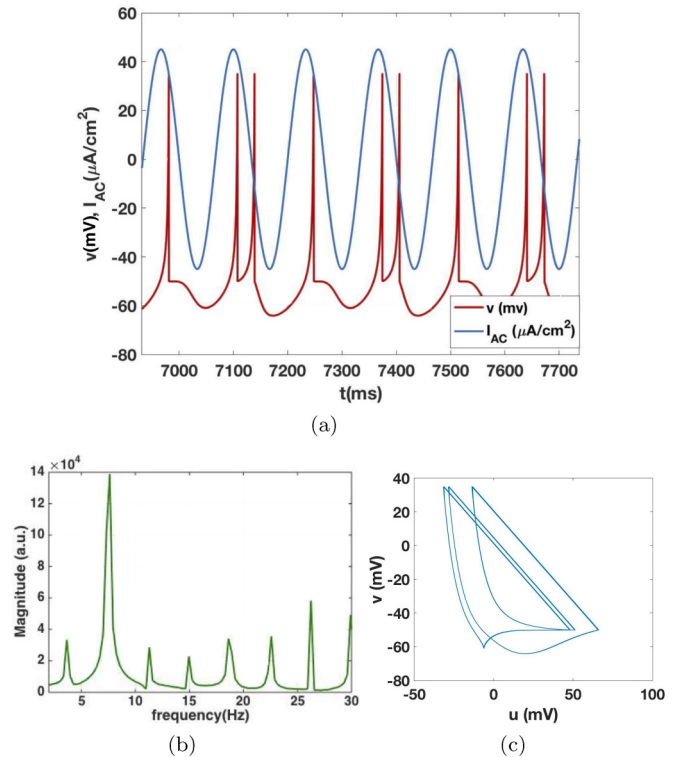 60
40
20
0
-20
-40
-60
-80
v(mV), I_AC(μA/cm²)
v (mv)
I_AC (μA/cm²)
7000 7100 7200 7300 7400 7500 7600 7700
t(ms)
(a)
×10⁴
14
12
10
8
6
4
2
0
Magnitude (a.u.)
5 10 15 20 25 30
frequency(Hz)
(b)
40
20
0
-20
-40
-60
-80
v (mV)
-50 0 50 100
u (mV)
(c)